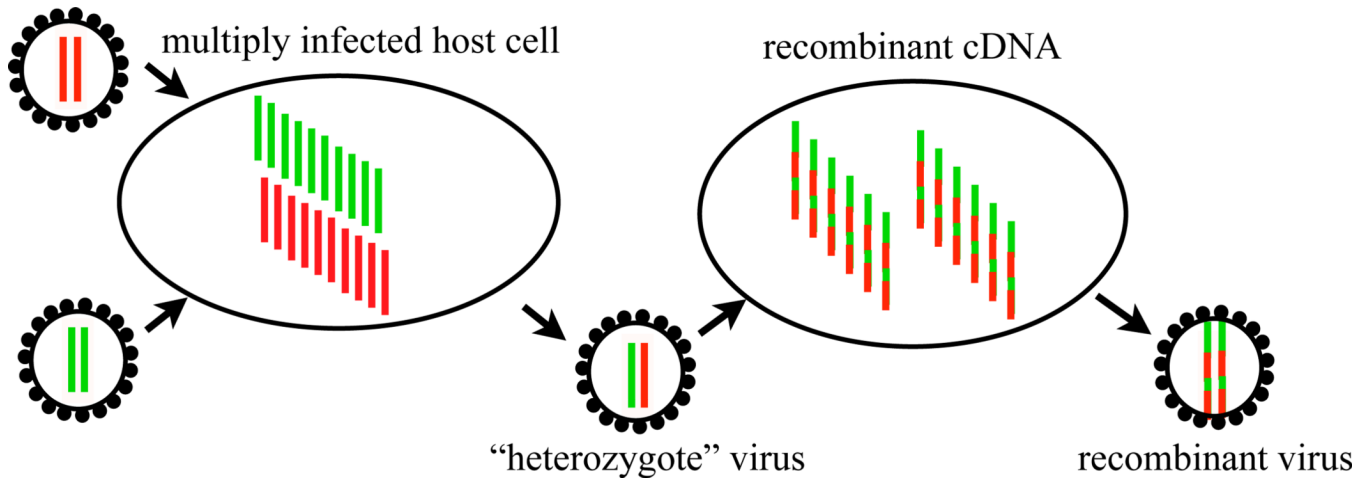 multiply infected host cell
recombinant cDNA
“heterozygote” virus
recombinant virus